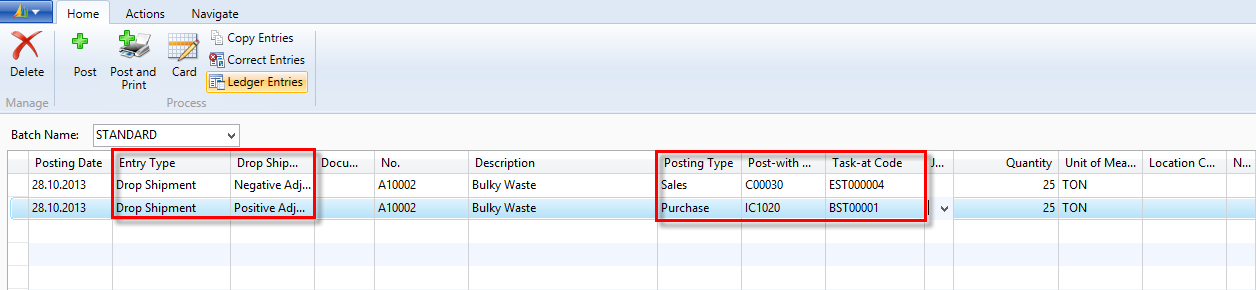 Home Actions Navigate
Delete
Post
Post and
Print
Card
Copy Entries
Correct Entries
Ledger Entries
Manage
Process
Batch Name: STANDARD
Posting Date Entry Type Drop Ship... Docu... No. Description Posting Type Post-with ... Task-at Code J... Quantity Unit of Mea... Location C... N...
28.10.2013 Drop Shipment Negative Adj... A10002 Bulky Waste Sales C00030 EST000004 25 TON
28.10.2013 Drop Shipment Positive Adj... A10002 Bulky Waste Purchase IC1020 BST00001 25 TON